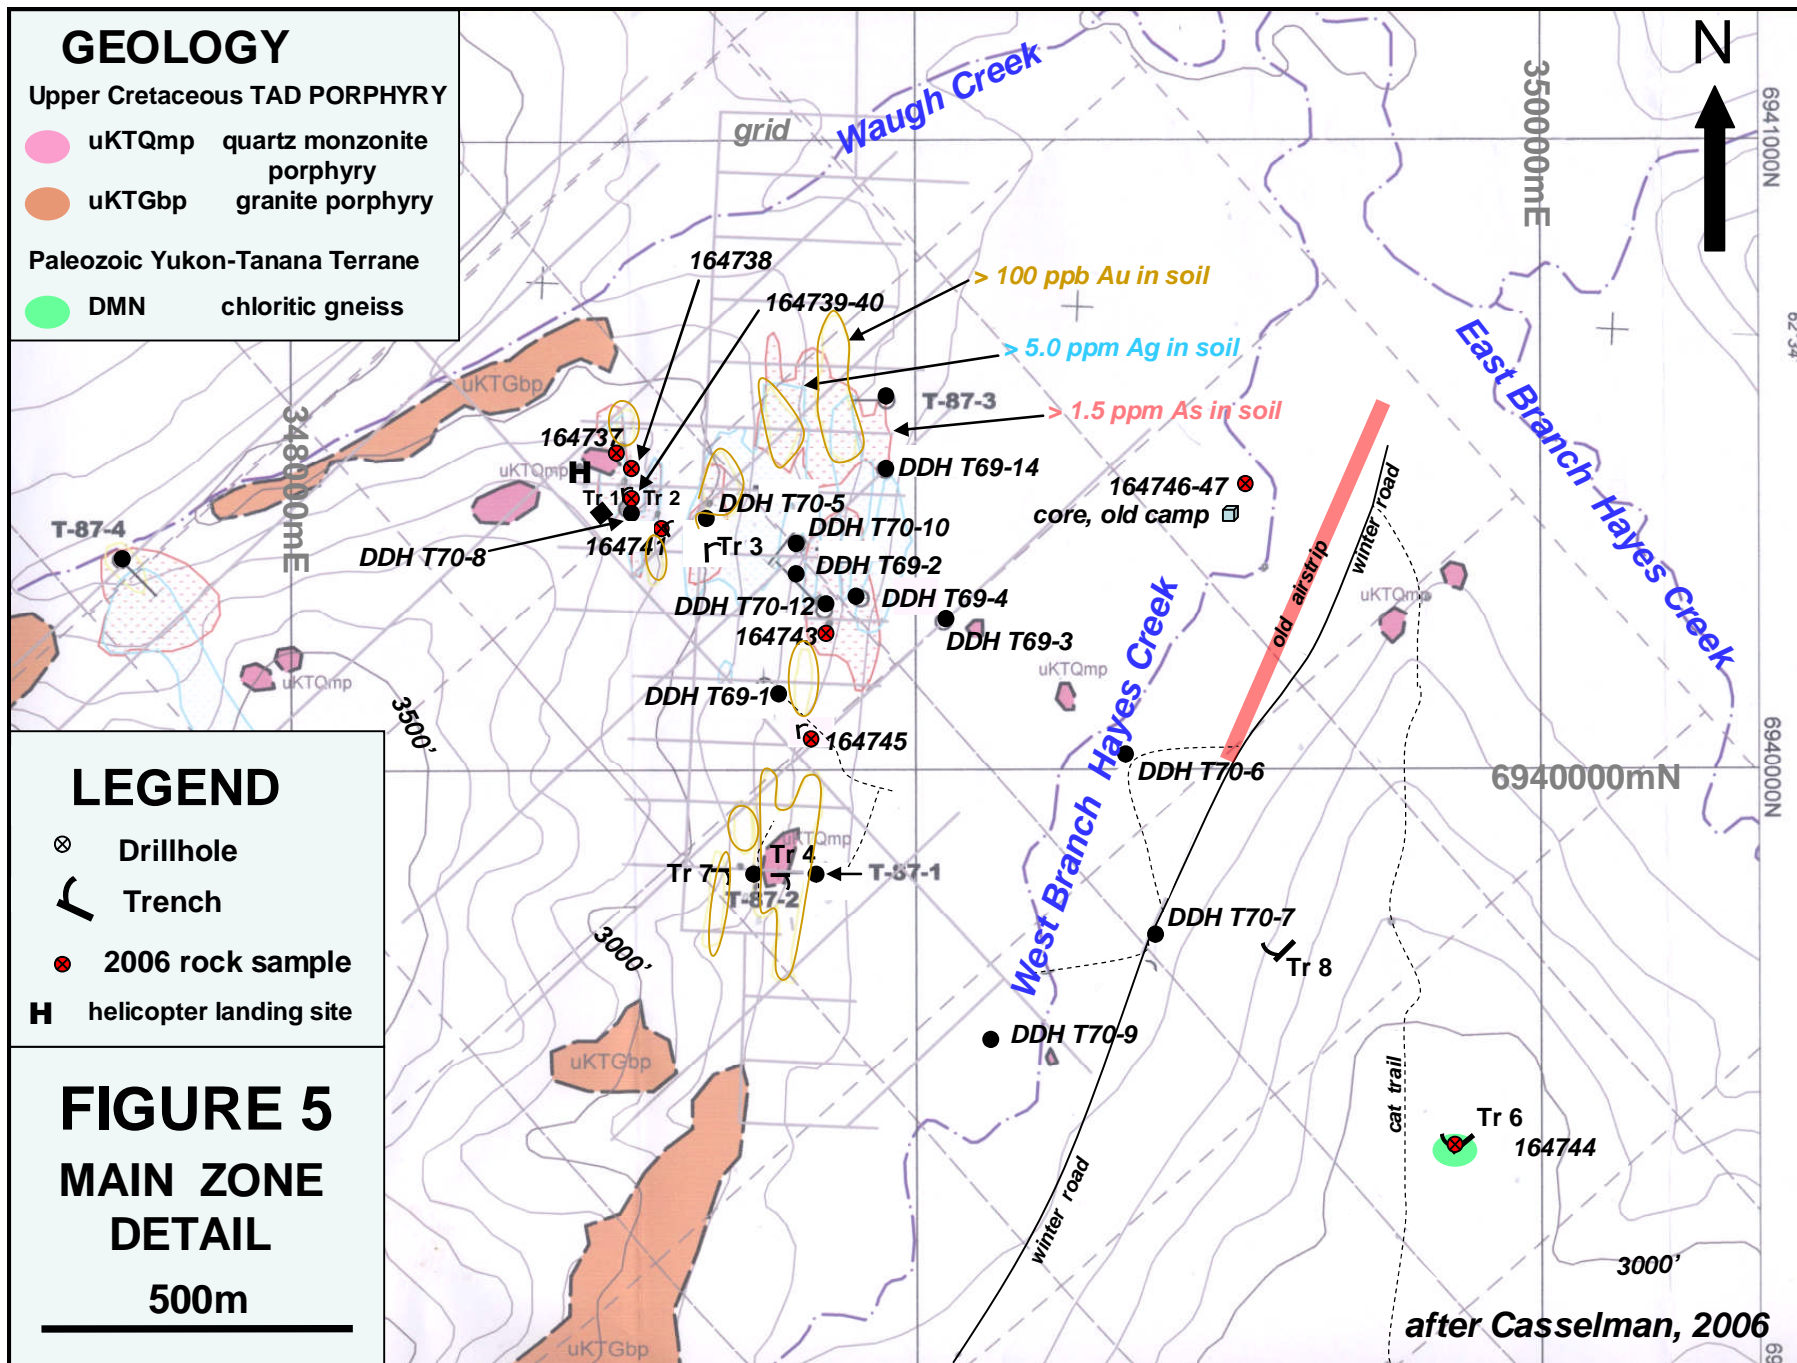 GEOLOGY
Upper Cretaceous TAD PORPHYRY
uKTQmp quartz monzonite
porphyry
uKTGbp granite porphyry
Paleozoic Yukon-Tanana Terrane
DMN chloritic gneiss
N
Waugh Creek
grid
350000mE
6941000N
62°34'
164738
> 100 ppb Au in soil
164739-40
> 5.0 ppm Ag in soil
East Branch Hayes Creek
uKTGbp
T-87-3
> 1.5 ppm As in soil
348000mE
164737
uKTQmp
H
DDH T69-14
164746-47
core, old camp
winter road
Tr 1
Tr 2
DDH T70-5
T-87-4
DDH T70-8
164741
Tr 3
DDH T70-10
DDH T69-2
old airstrip
uKTQmp
DDH T70-12
DDH T69-4
164743
DDH T69-3
uKTQmp
uKTQmp
DDH T69-1
West Branch Hayes Creek
3500'
164745
6940000N
DDH T70-6
6940000mN
uKTQmp
Tr 4
Tr 7
T-87-1
T-87-2
DDH T70-7
3000'
Tr 8
DDH T70-9
uKTGbp
cat trail
Tr 6
164744
winter road
3000'
uKTGbp
after Casselman, 2006
69
LEGEND
Drillhole
Trench
2006 rock sample
H helicopter landing site
FIGURE 5
MAIN ZONE
DETAIL
500m